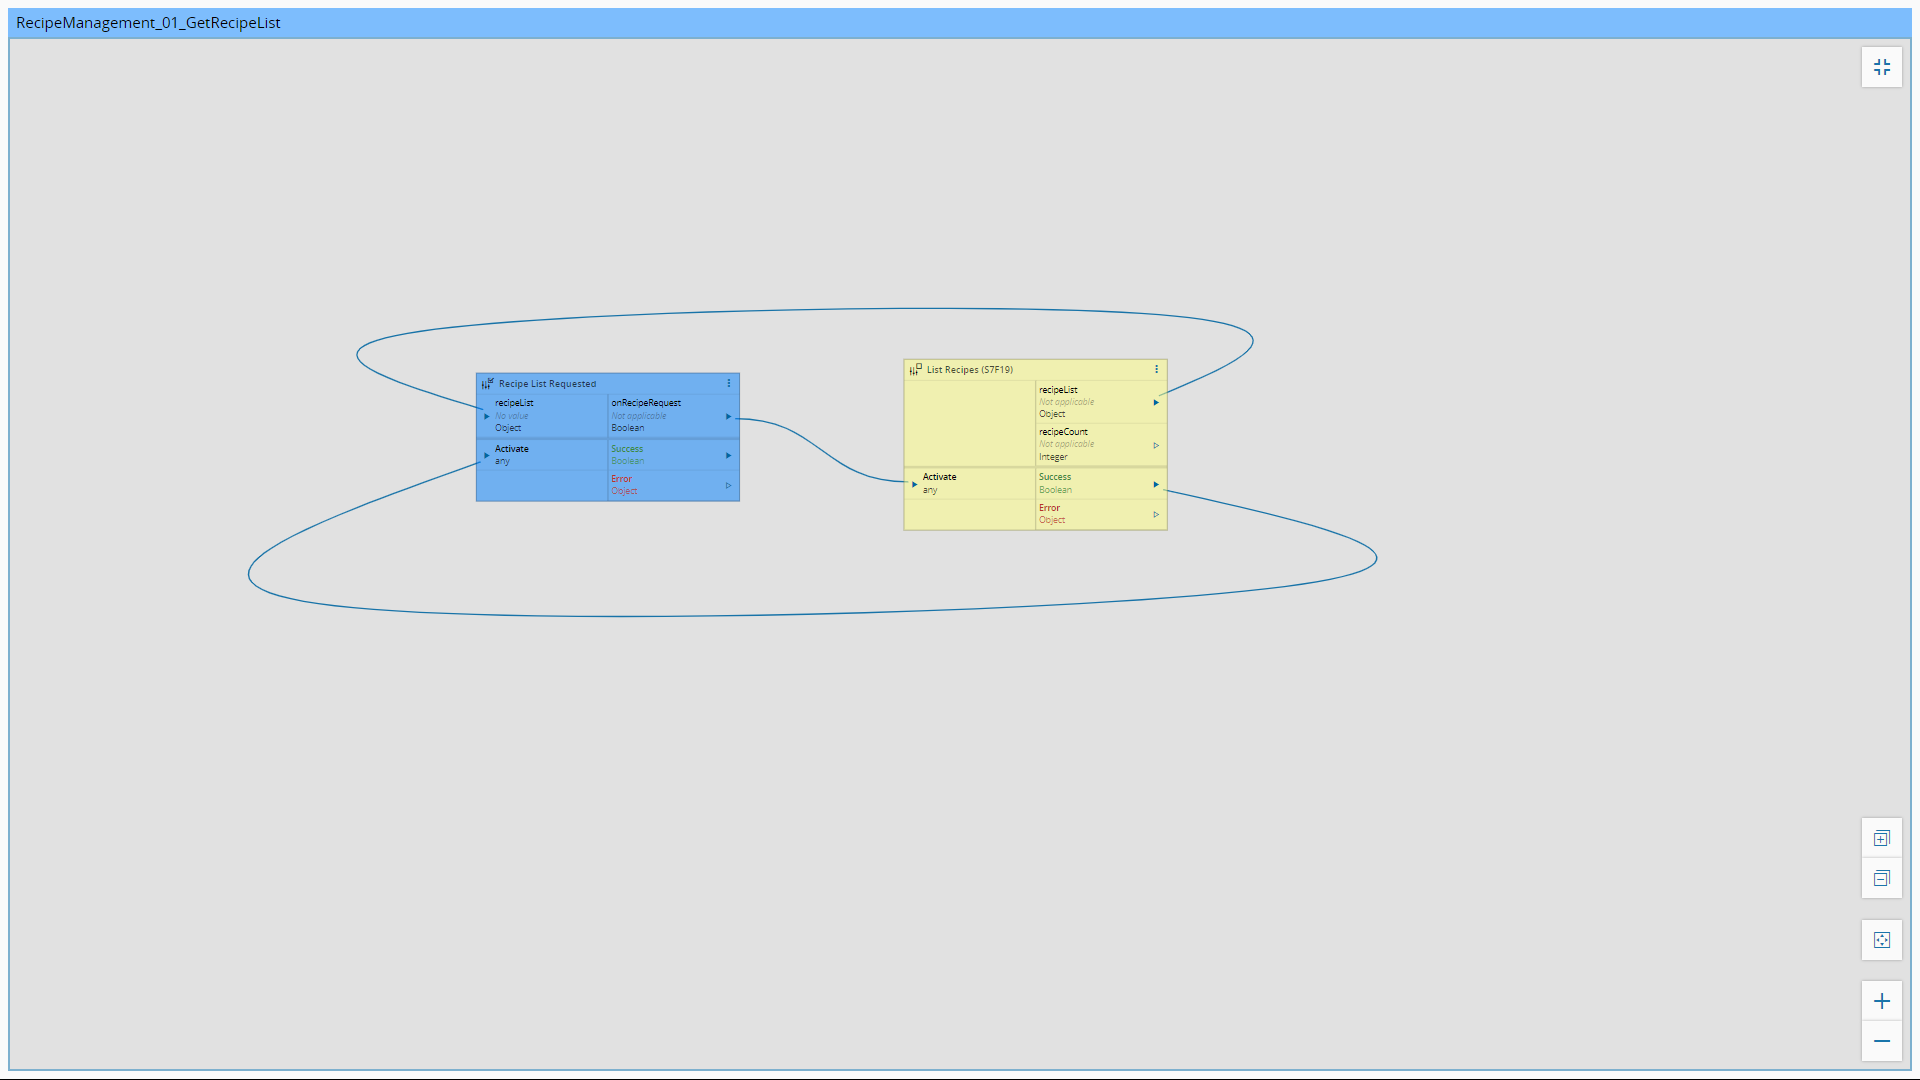 RecipeManagement_01_GetRecipeList
Recipe List Requested
recipeList
No value
Object
onRecipeRequest
Not applicable
Boolean
Activate
any
Success
Boolean
Error
Object
List Recipes (S7F19)
recipeList
Not applicable
Object
recipeCount
Not applicable
Integer
Activate
any
Success
Boolean
Error
Object